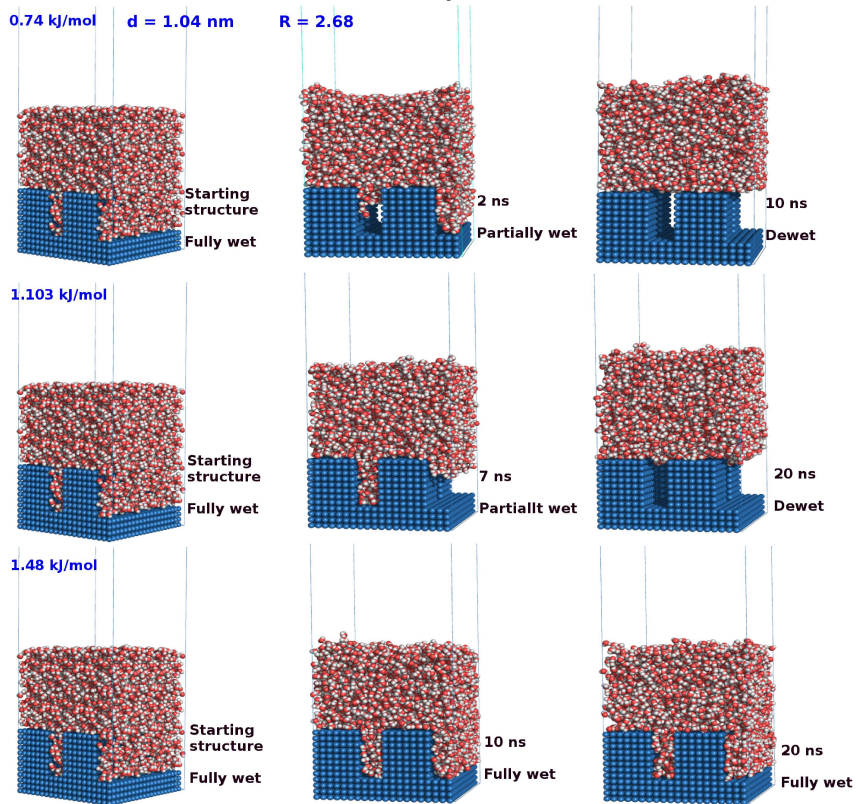 0.74 kJ/mol d = 1.04 nm R = 2.68
Starting
structure
Fully wet
2 ns
Partially wet
10 ns
Dewet
1.103 kJ/mol
Starting
structure
Fully wet
7 ns
Partiallt wet
20 ns
Dewet
1.48 kJ/mol
Starting
structure
Fully wet
10 ns
Fully wet
20 ns
Fully wet